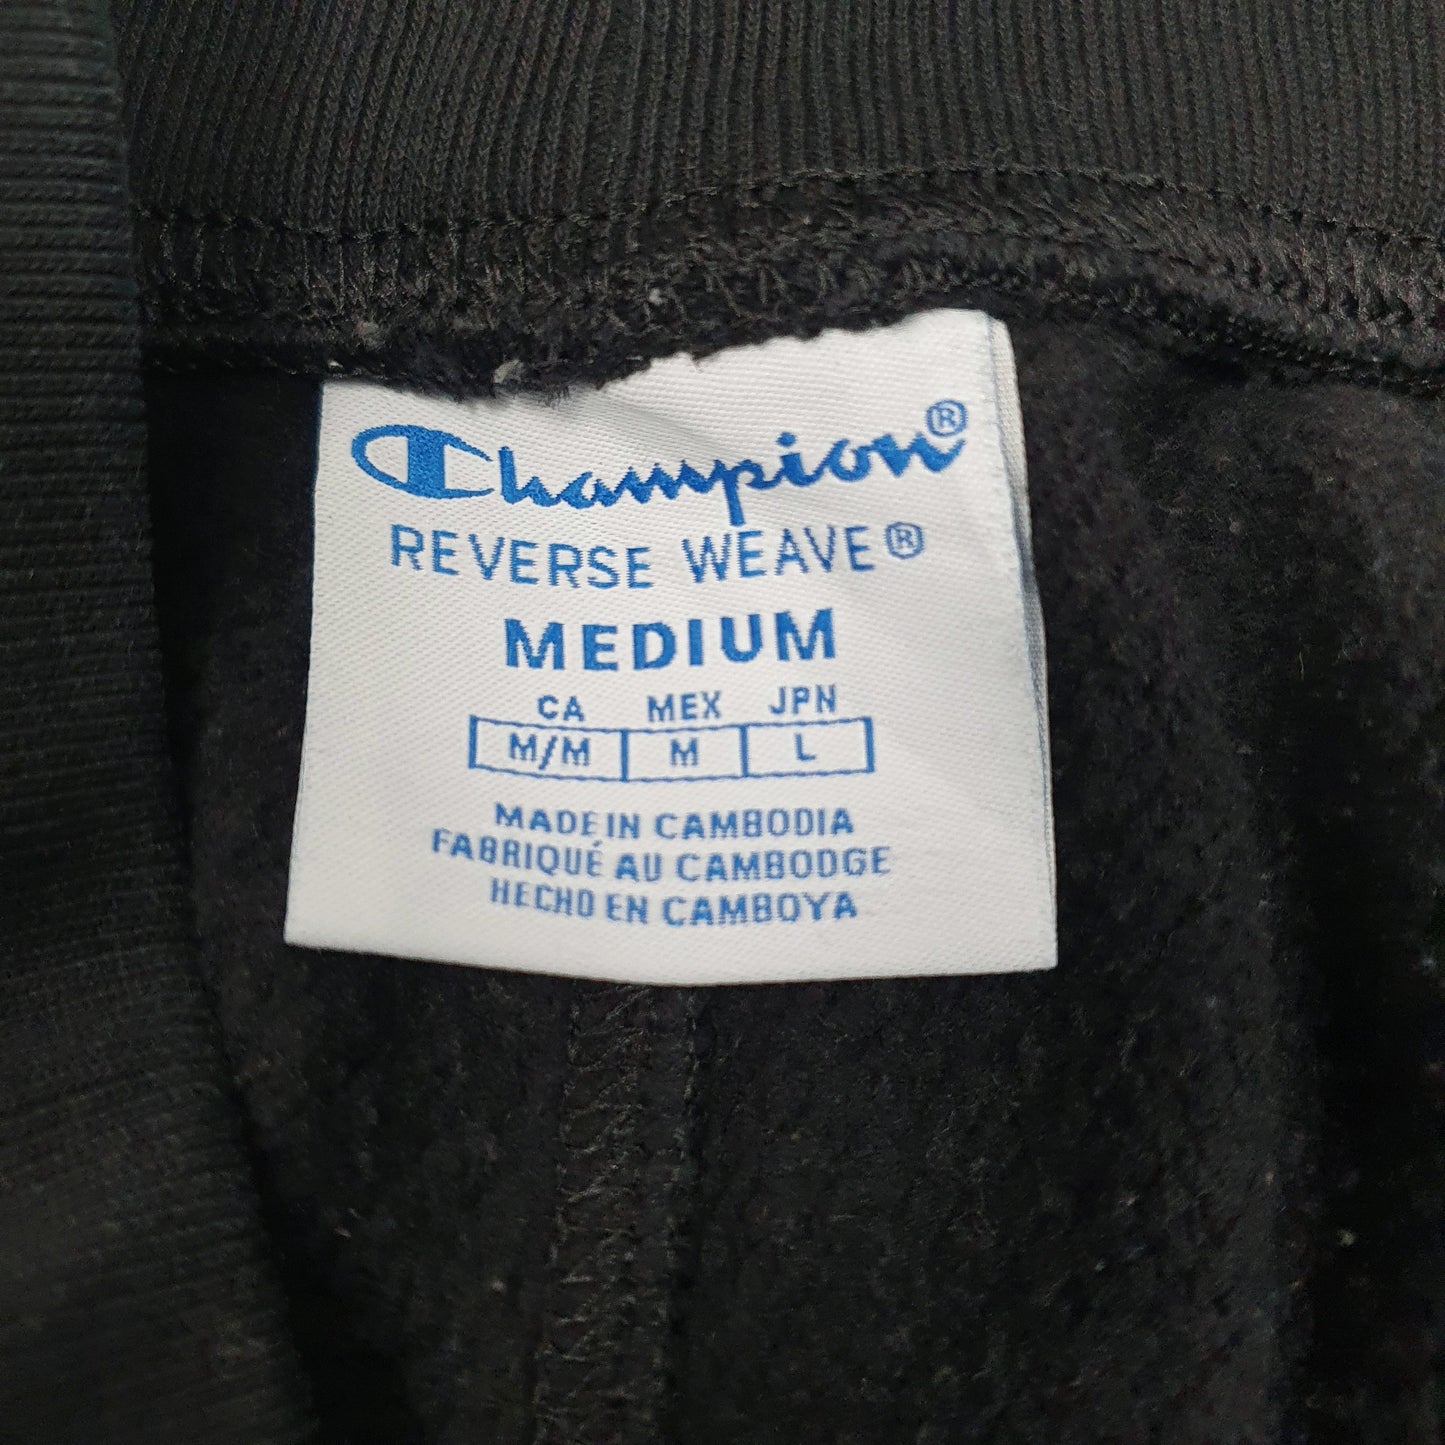 Champion®
REVERSE WEAVE®
MEDIUM
CA MEX JPN
M/M M L
MADE IN CAMBODIA
FABRIQUÉ AU CAMBODGE
HECHO EN CAMBOYA